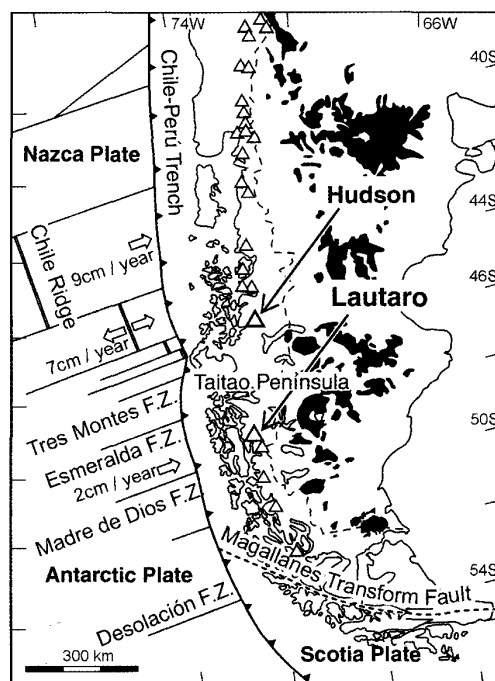 74W
66W
40S
Chile-Perú Trench
Nazca Plate
Hudson
44S
Chile Ridge
9cm / year
46S
Lautaro
7cm / year
Taitao Península
Tres Montes F.Z.
50S
Esmeralda F.Z.
2cm / year
Madre de Dios F.Z.
Magallanes Transform Fault
54S
Antarctic Plate
Desolación F.Z.
Scotia Plate
300 km